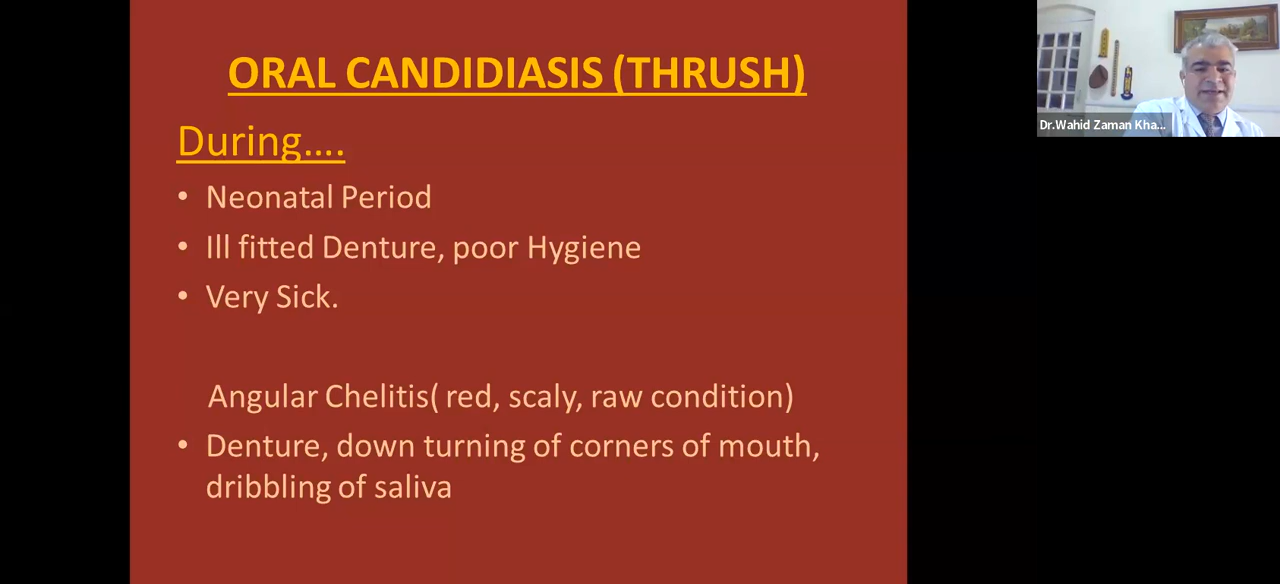 ORAL CANDIDIASIS (THRUSH)
During....
• Neonatal Period
• Ill fitted Denture, poor Hygiene
• Very Sick.
Angular Chelitis( red, scaly, raw condition)
• Denture, down turning of corners of mouth,
dribbling of saliva
Dr.Wahid Zaman Kha...